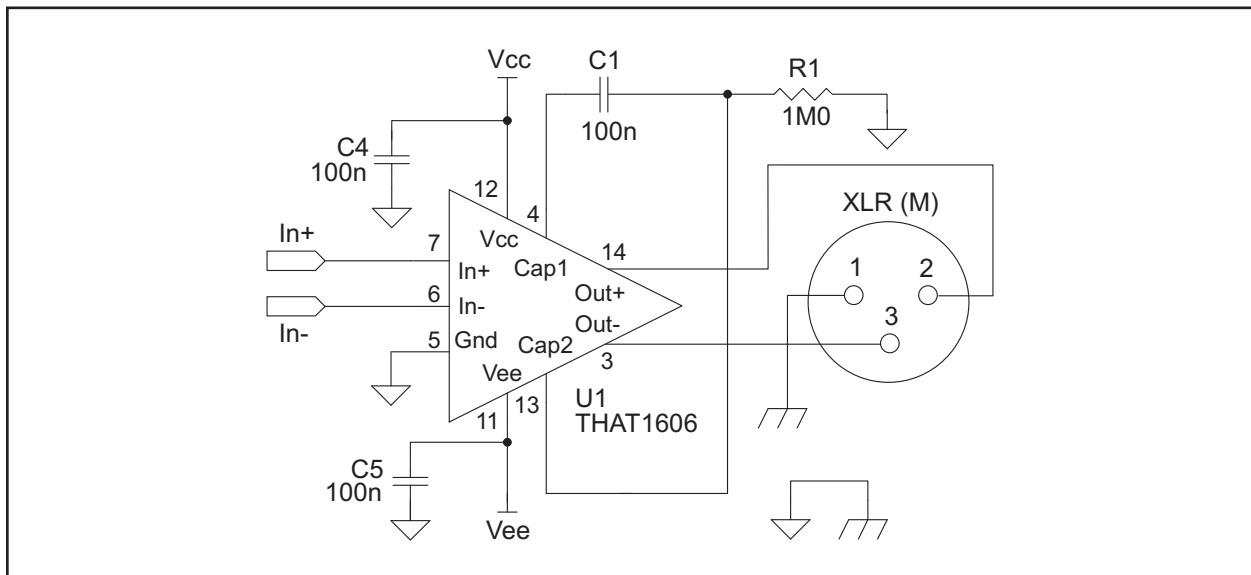 Vcc
C1
100n
R1
1M0
C4
100n
12
4
XLR (M)
In+
7
Vcc
14
1
2
In+
Cap1
6
Out+
In-
In-
3
Out-
5
Gnd
Cap2
3
Vee
U1
13
THAT1606
11
C5
100n
Vee